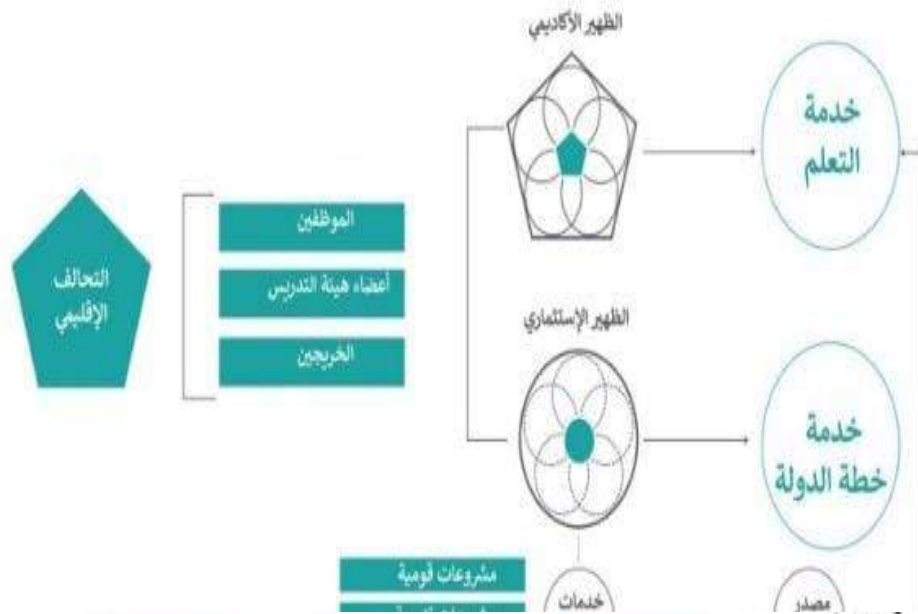 الظهير الأكاديمي
خدمة
التعلم
الموظفين
أعضاء هيئة التدريس
الخريجين
التحالف
الإقليمي
الظهير الإستثماري
خدمة
خطة الدولة
مشروعات قومية
خدمات
مصدر